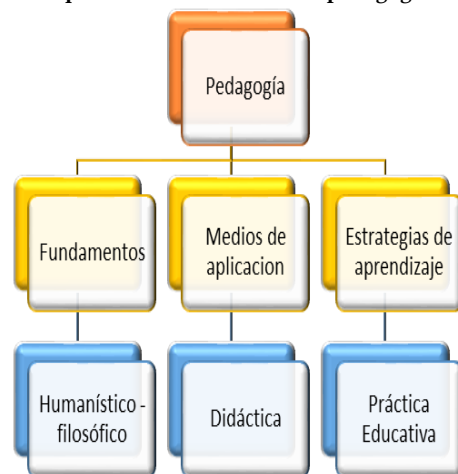 Pedagogía
Fundamentos
Medios de
aplicacion
Estrategias de
aprendizaje
Humanístico -
filosófico
Didáctica
Práctica
Educativa